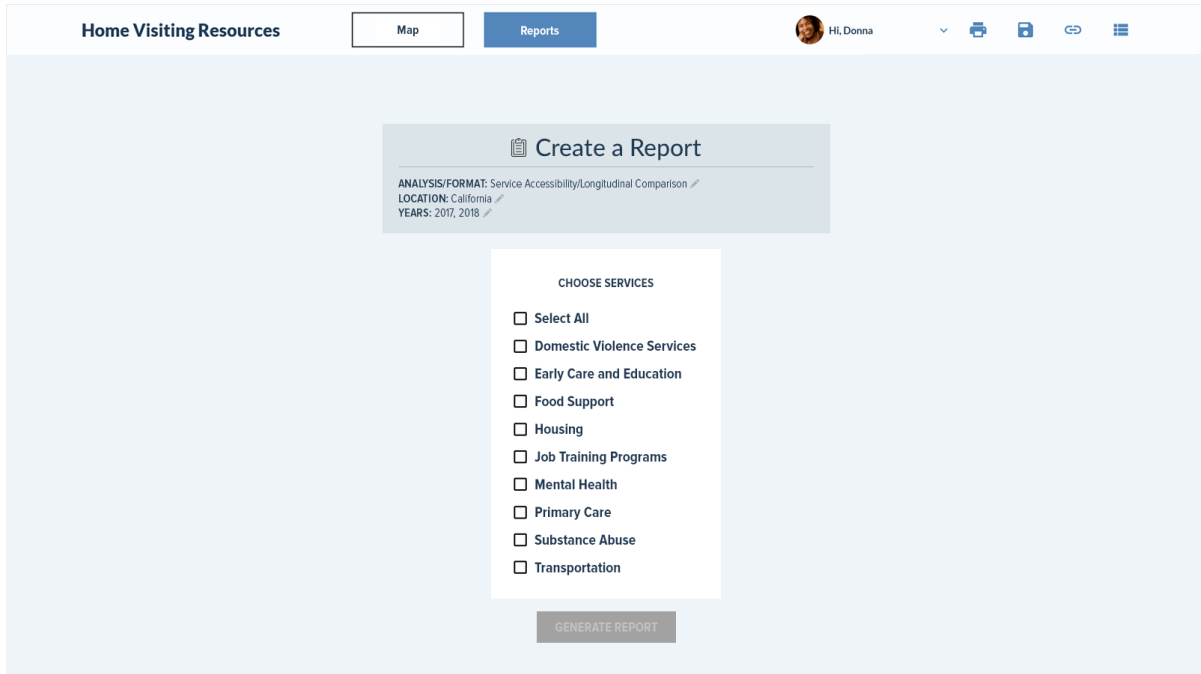 Home Visiting Resources
Map
Reports
Hi, Donna
Create a Report
ANALYSIS/FORMAT: Service Accessibility/Longitudinal Comparison
LOCATION: California
YEARS: 2017, 2018
CHOOSE SERVICES
Select All
Domestic Violence Services
Early Care and Education
Food Support
Housing
Job Training Programs
Mental Health
Primary Care
Substance Abuse
Transportation
GENERATE REPORT